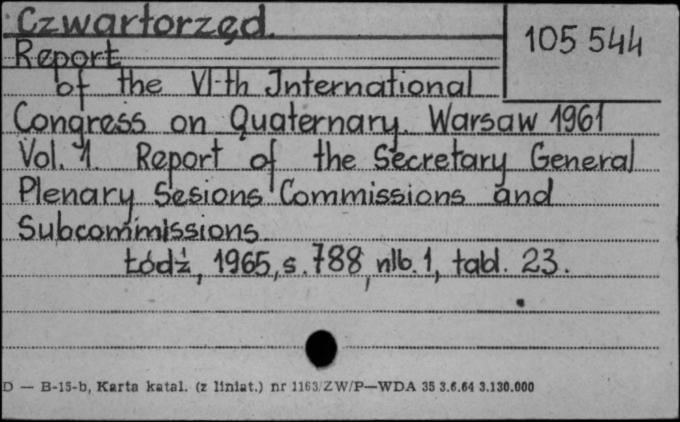 Czwartorzęd.
105 544
Report
of the VI-th International
Congress on Quaternary. Warsaw 1961
Vol. 1. Report of the Secretary General
Plenary Sesions Commissions and
Subcommissions.
Łódź, 1965, s. 788, nlb. 1, tabl. 23.
D — B-15-b, Karta katal. (z liniat.) nr 1163/ZW/P—WDA 35 3.6.64 3.130.000